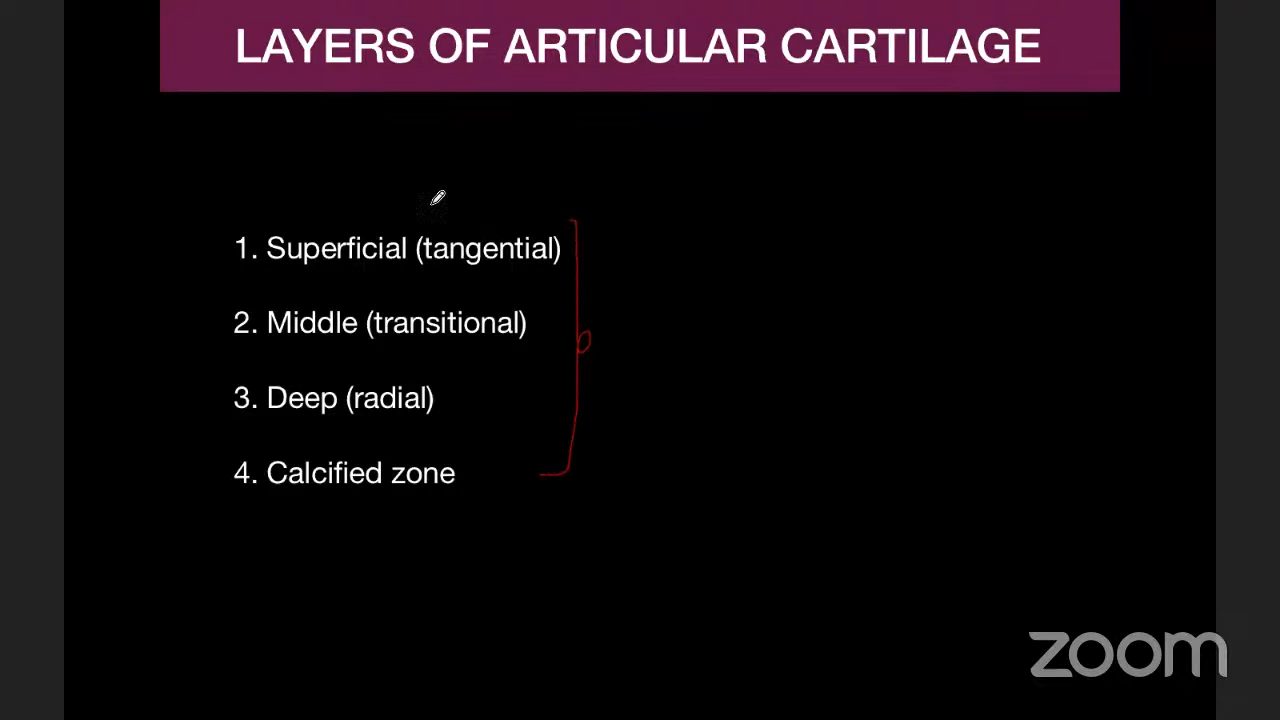 LAYERS OF ARTICULAR CARTILAGE
1. Superficial (tangential)
2. Middle (transitional)
3. Deep (radial)
4. Calcified zone
zoom